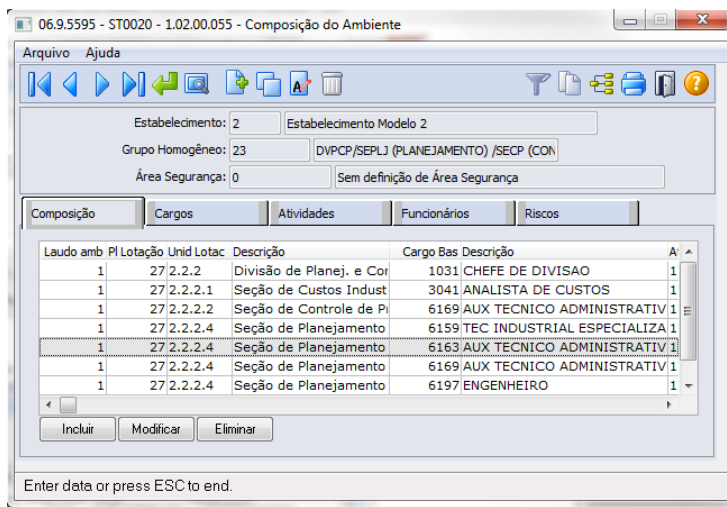 06.9.5595 - ST0020 - 1.02.00.055 - Composição do Ambiente
Arquivo Ajuda
Estabelecimento: 2 Estabelecimento Modelo 2
Grupo Homogêneo: 23 DVPCP/SEPLJ (PLANEJAMENTO) /SECP (CON
Área Segurança: 0 Sem definição de Área Segurança
Composição Cargos Atividades Funcionários Riscos
Laudo amb Pl Lotação Unid Lotac Descrição Cargo Bas Descrição
1 27 2.2.2 Divisão de Planej. e Cor 1031 CHEFE DE DIVISAO 1
1 27 2.2.2.1 Seção de Custos Indust 3041 ANALISTA DE CUSTOS 1
1 27 2.2.2.2 Seção de Controle de 6169 AUX TECNICO ADMINISTRATIV 1
1 27 2.2.2.4 Seção de Planejamento 6159 TEC INDUSTRIAL ESPECIALIZA 1
1 27 2.2.2.4 Seção de Planejamento 6163 AUX TECNICO ADMINISTRATIV 1
1 27 2.2.2.4 Seção de Planejamento 6169 AUX TECNICO ADMINISTRATIV 1
1 27 2.2.2.4 Seção de Planejamento 6197 ENGENHEIRO 1
Incluir Modificar Eliminar
Enter data or press ESC to end.